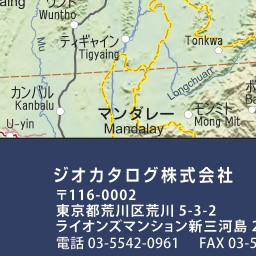 ウント
Wuntho
ティギャイン
Tigyaing
Nu
Tonkwa
Longchuan
カンバル
Kanbalu
モンミト
Mong Mit
マンダレー
Mandalay
U-yin
ジオカタログ株式会社
〒116-0002
東京都荒川区荒川 5-3-2
ライオンズマンション新三河島 2
電話 03-5542-0961 FAX 03-5